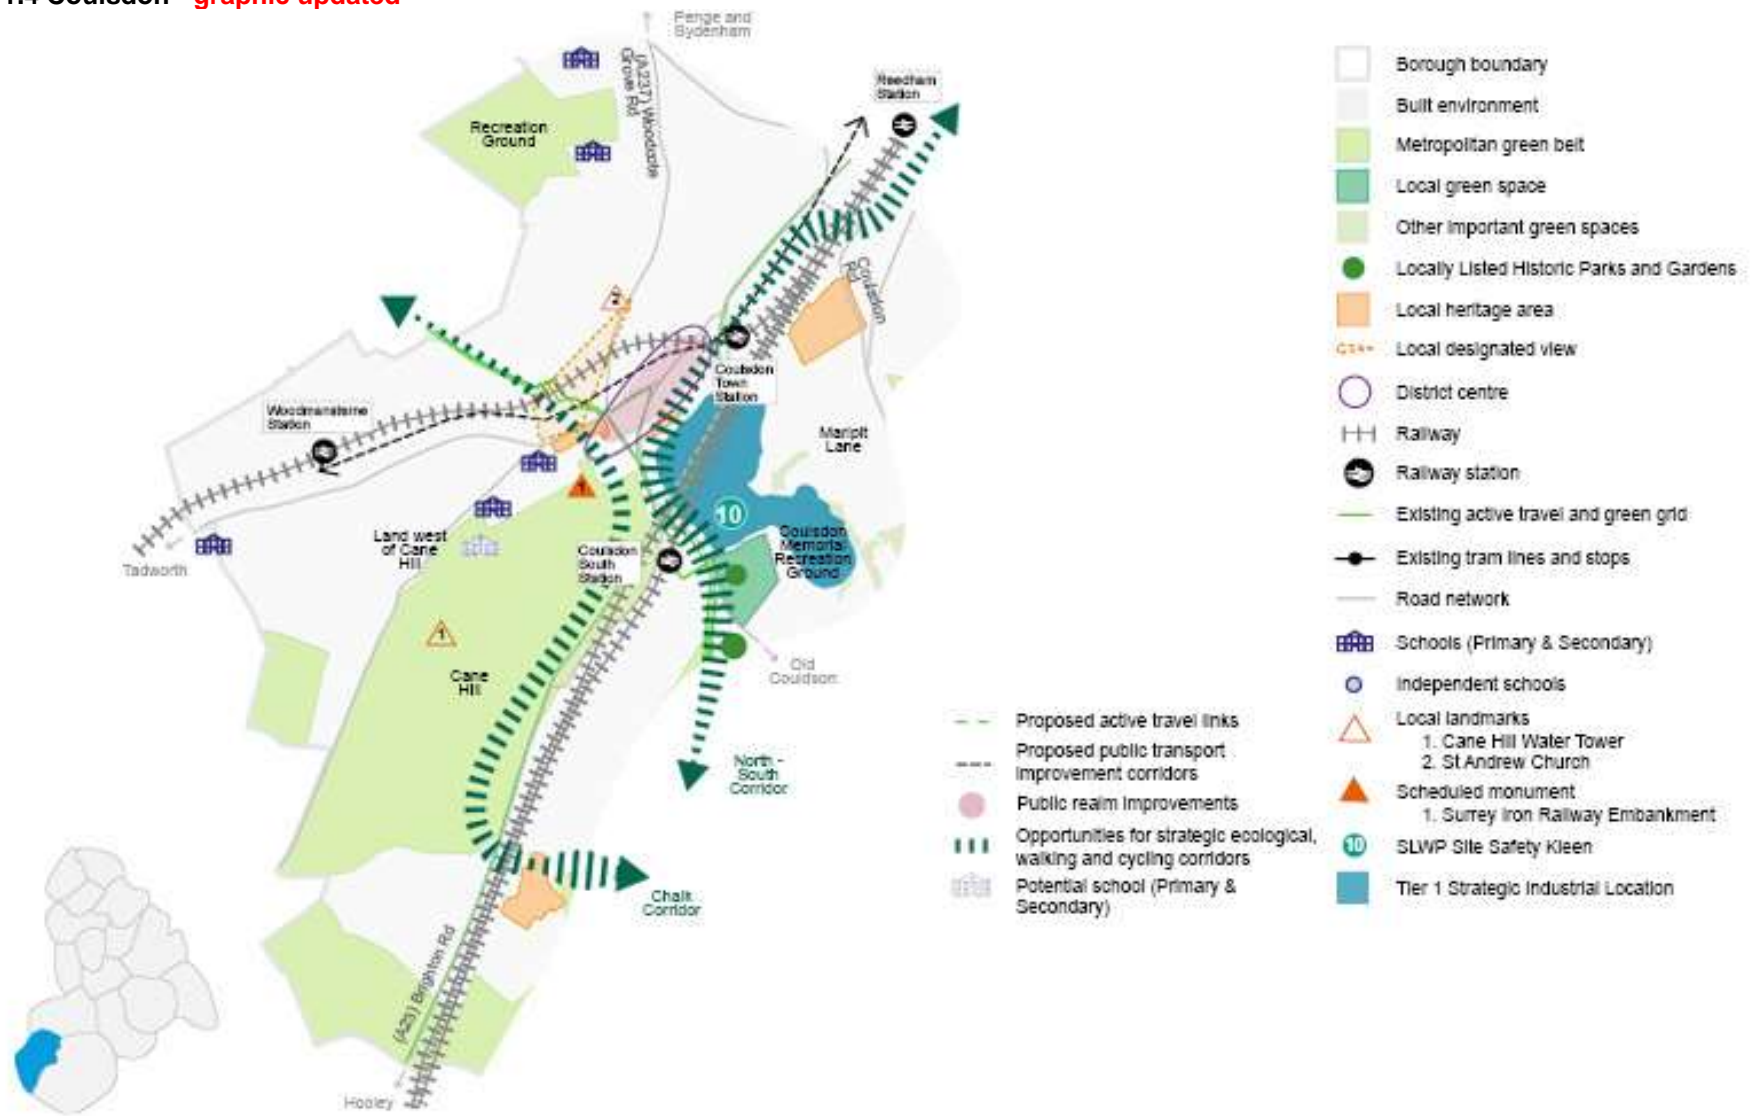 Coulsdon - graphic updated
Penge and
Sydenham
(A237) Woodcote
Grove Rd
Reedham
Station
Recreation
Ground
Coulsdon
Rd
2
Coulsdon
Town
Station
Woodmansterne
Station
Marlpit
Lane
1
10
Land west
of Cane
Hill
Coulsdon
South
Station
Coulsdon
Memorial
Recreation
Ground
Tadworth
1
Cane
Hill
Old
Couldson
North -
South
Corridor
Chalk
Corridor
(A23) Brighton Rd
Hooley
Proposed active travel links
Proposed public transport
improvement corridors
Public realm improvements
Opportunities for strategic ecological,
walking and cycling corridors
Potential school (Primary &
Secondary)
Borough boundary
Built environment
Metropolitan green belt
Local green space
Other important green spaces
Locally Listed Historic Parks and Gardens
Local heritage area
Local designated view
District centre
Railway
Railway station
Existing active travel and green grid
Existing tram lines and stops
Road network
Schools (Primary & Secondary)
Independent schools
Local landmarks
1. Cane Hill Water Tower
2. St Andrew Church
Scheduled monument
1. Surrey Iron Railway Embankment
10 SLWP Site Safety Kleen
Tier 1 Strategic Industrial Location